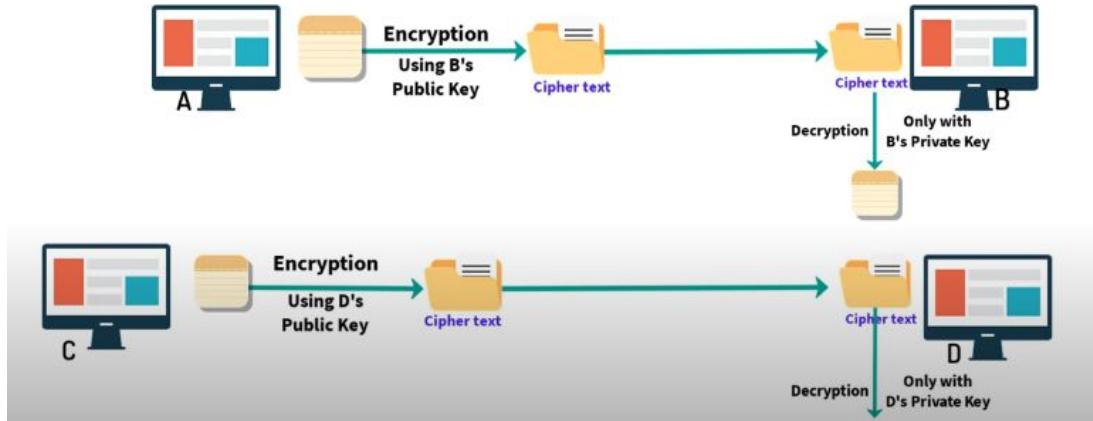 Encryption
Using B's
Public Key
Cipher text
Cipher text
A
B
Decryption
Only with
B's Private Key
Encryption
Using D's
Public Key
Cipher text
Cipher text
C
D
Decryption
Only with
D's Private Key